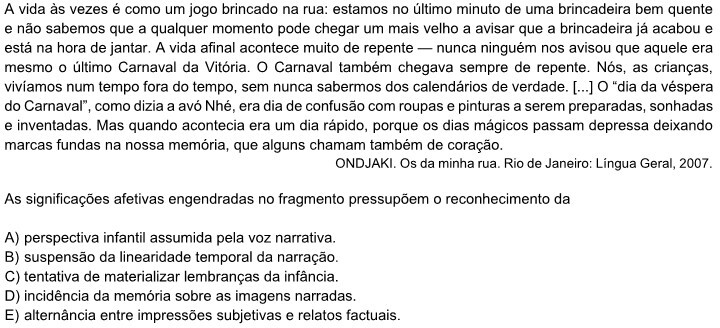 A vida às vezes é como um jogo brincado na rua: estamos no último minuto de uma brincadeira bem quente
e não sabemos que a qualquer momento pode chegar um mais velho a avisar que a brincadeira já acabou e
está na hora de jantar. A vida afinal acontece muito de repente — nunca ninguém nos avisou que aquele era
mesmo o último Carnaval da Vitória. O Carnaval também chegava sempre de repente. Nós, as crianças,
vivíamos num tempo fora do tempo, sem nunca sabermos dos calendários de verdade. [...] O “dia da véspera
do Carnaval”, como dizia a avó Nhé, era dia de confusão com roupas e pinturas a serem preparadas, sonhadas
e inventadas. Mas quando acontecia era um dia rápido, porque os dias mágicos passam depressa deixando
marcas fundas na nossa memória, que alguns chamam também de coração.
ONDJAKI. Os da minha rua. Rio de Janeiro: Língua Geral, 2007.
As significações afetivas engendradas no fragmento pressupõem o reconhecimento da
A) perspectiva infantil assumida pela voz narrativa.
B) suspensão da linearidade temporal da narração.
C) tentativa de materializar lembranças da infância.
D) incidência da memória sobre as imagens narradas.
E) alternância entre impressões subjetivas e relatos factuais.